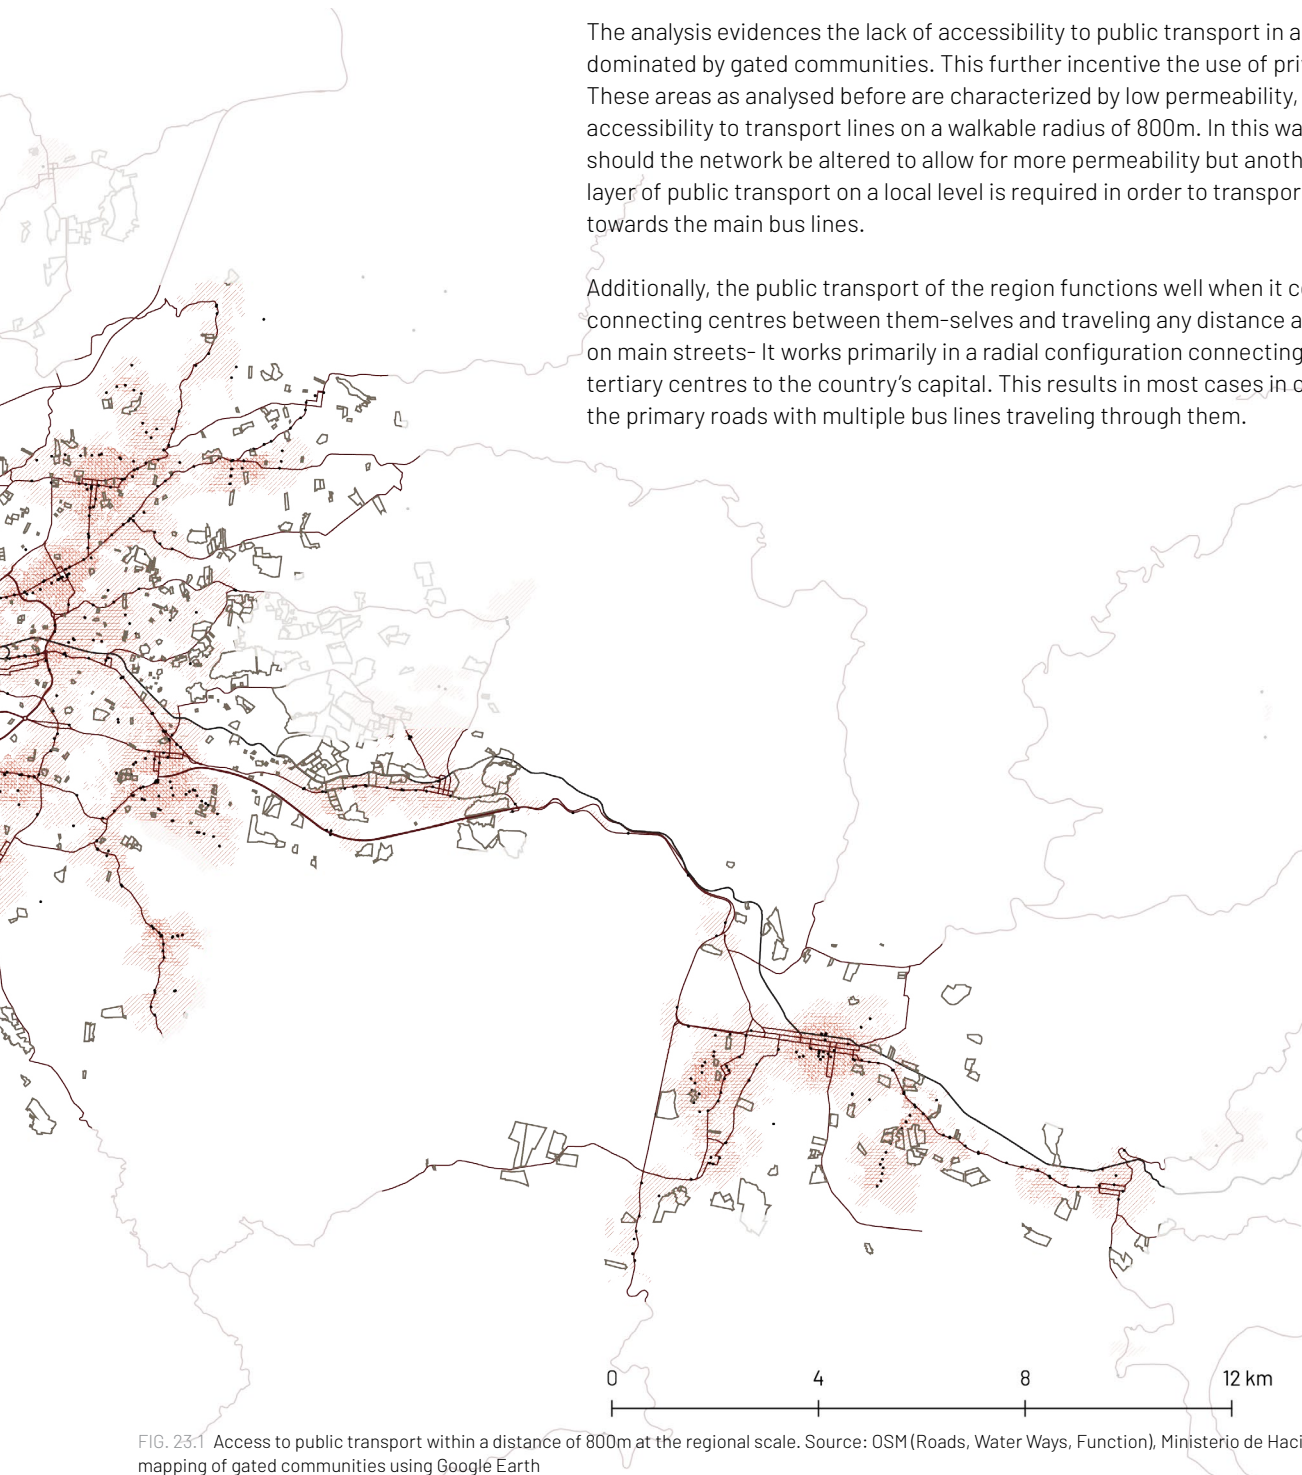 The analysis evidences the lack of accessibility to public transport in a
dominated by gated communities. This further incentive the use of pri
These areas as analysed before are characterized by low permeability,
accessibility to transport lines on a walkable radius of 800m. In this wa
should the network be altered to allow for more permeability but anoth
layer of public transport on a local level is required in order to transpor
towards the main bus lines.
Additionally, the public transport of the region functions well when it c
connecting centres between them-selves and traveling any distance a
on main streets- It works primarily in a radial configuration connecting
tertiary centres to the country's capital. This results in most cases in c
the primary roads with multiple bus lines traveling through them.
0 4 8 12 km
FIG. 23.1 Access to public transport within a distance of 800m at the regional scale. Source: OSM (Roads, Water Ways, Function), Ministerio de Haci
mapping of gated communities using Google Earth